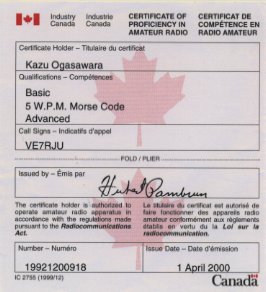 Industry Canada
Industrie Canada
CERTIFICATE OF PROFICIENCY IN AMATEUR RADIO
CERTIFICAT DE COMPÉTENCE EN RADIO AMATEUR
Certificate Holder – Titulaire du certificat
Kazu Ogasawara
Qualifications – Compétences
Basic
5 W.P.M. Morse Code
Advanced
Call Signs – Indicatifs d'appel
VE7RJU
FOLD / PLIER
Issued by – Émis par
The certificate holder is authorized to
operate amateur radio apparatus in
accordance with the regulations made
pursuant to the Radiocommunications
Act.
Le titulaire du certificat est autorisé de
faire fonctionner des appareils radio
amateur conformément aux règlements
établis en vertu du la Loi sur la
radiocommunication.
Number – Numéro
19921200918
Issue Date – Date d'émission
1 April 2000
IC 2755 (1999/12)
Canada